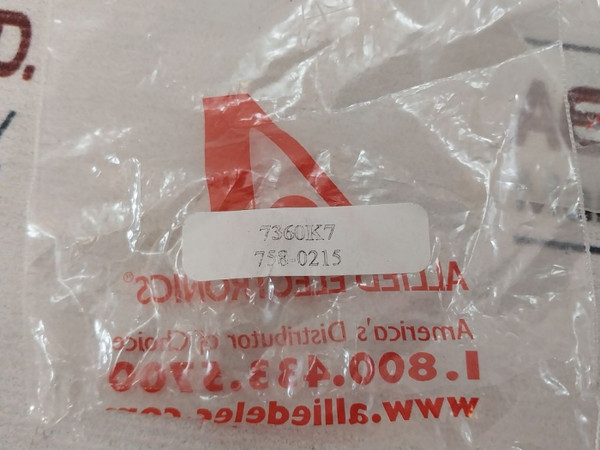 D.
7360K7
758-0215
ALLIED ELECTRONICS®
America's Distributor of Choice
1.800.433.5700
www.alliedelec.com